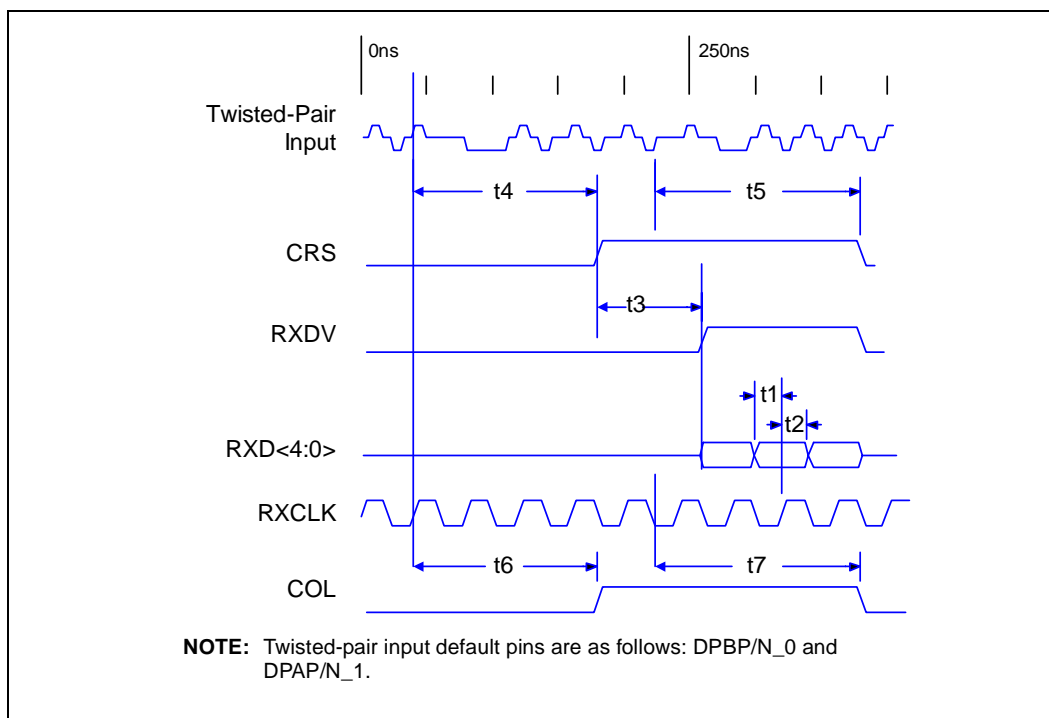 0ns
250ns
Twisted-Pair
Input
t4
t5
CRS
t3
RXDV
t1
t2
RXD<4:0>
RXCLK
t6
t7
COL
NOTE: Twisted-pair input default pins are as follows: DPBP/N_0 and
DPAP/N_1.